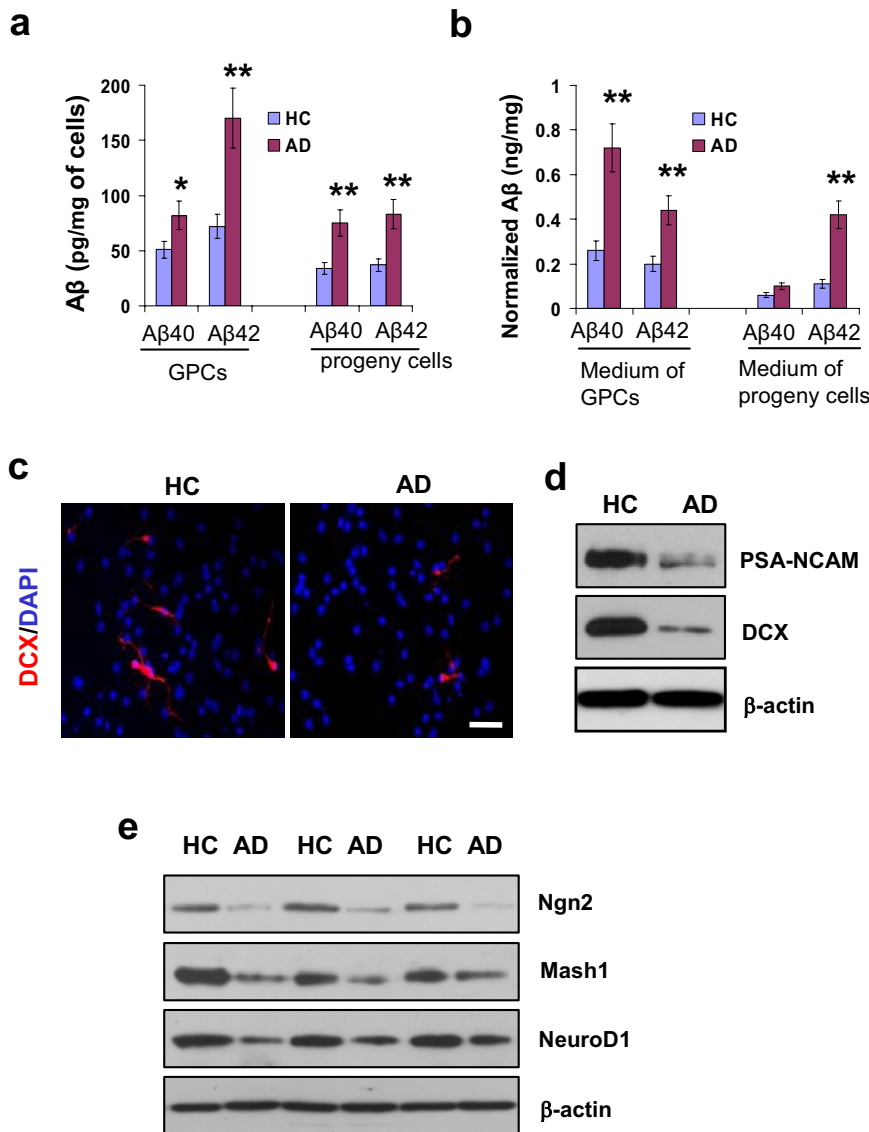 a
Aβ (pg/mg of cells)
200
150
100
50
0
HC
AD
*
**
**
**
Aβ40
Aβ42
Aβ40
Aβ42
GPCs
progeny cells
b
Normalized Aβ (ng/mg)
1
0.8
0.6
0.4
0.2
0
HC
AD
**
**
**
Aβ40
Aβ42
Aβ40
Aβ42
Medium of
GPCs
Medium of
progeny cells
c
HC
AD
DCX/DAPI
d
HC AD
PSA-NCAM
DCX
β-actin
e
HC AD HC AD HC AD
Ngn2
Mash1
NeuroD1
β-actin